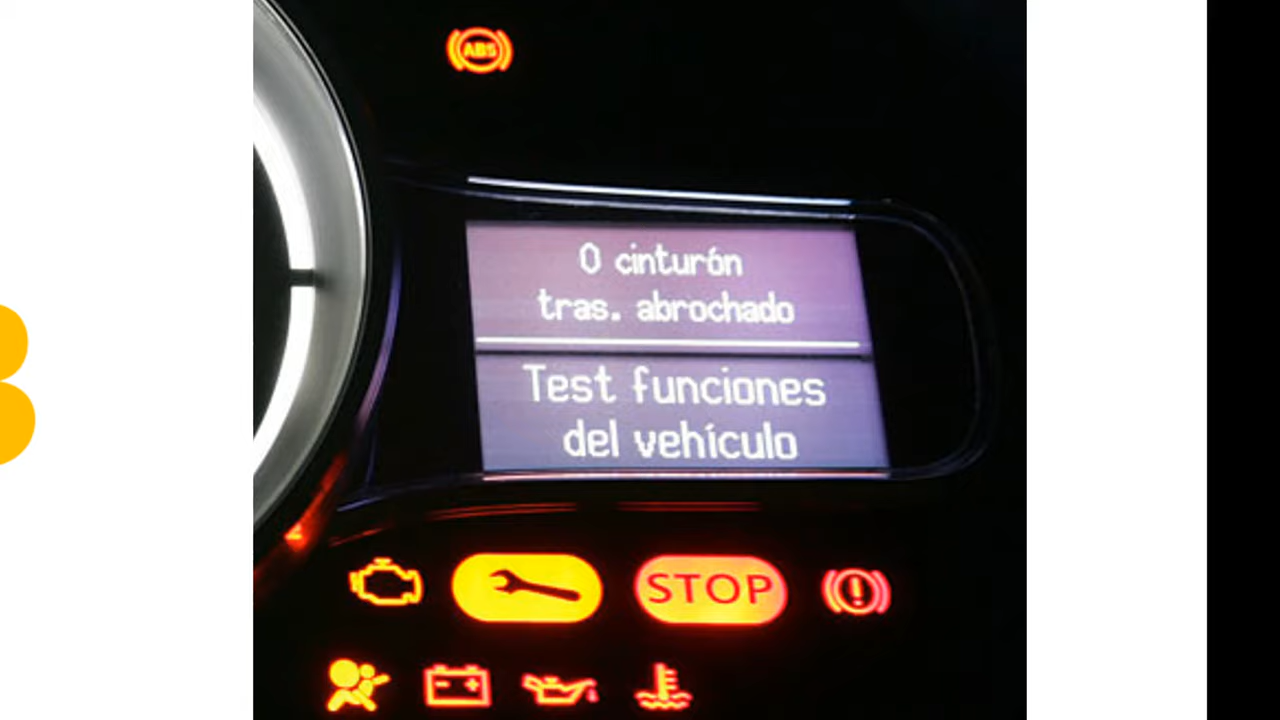 ABS
0 cinturón
tras. abrochado
Test funciones
del vehículo
STOP